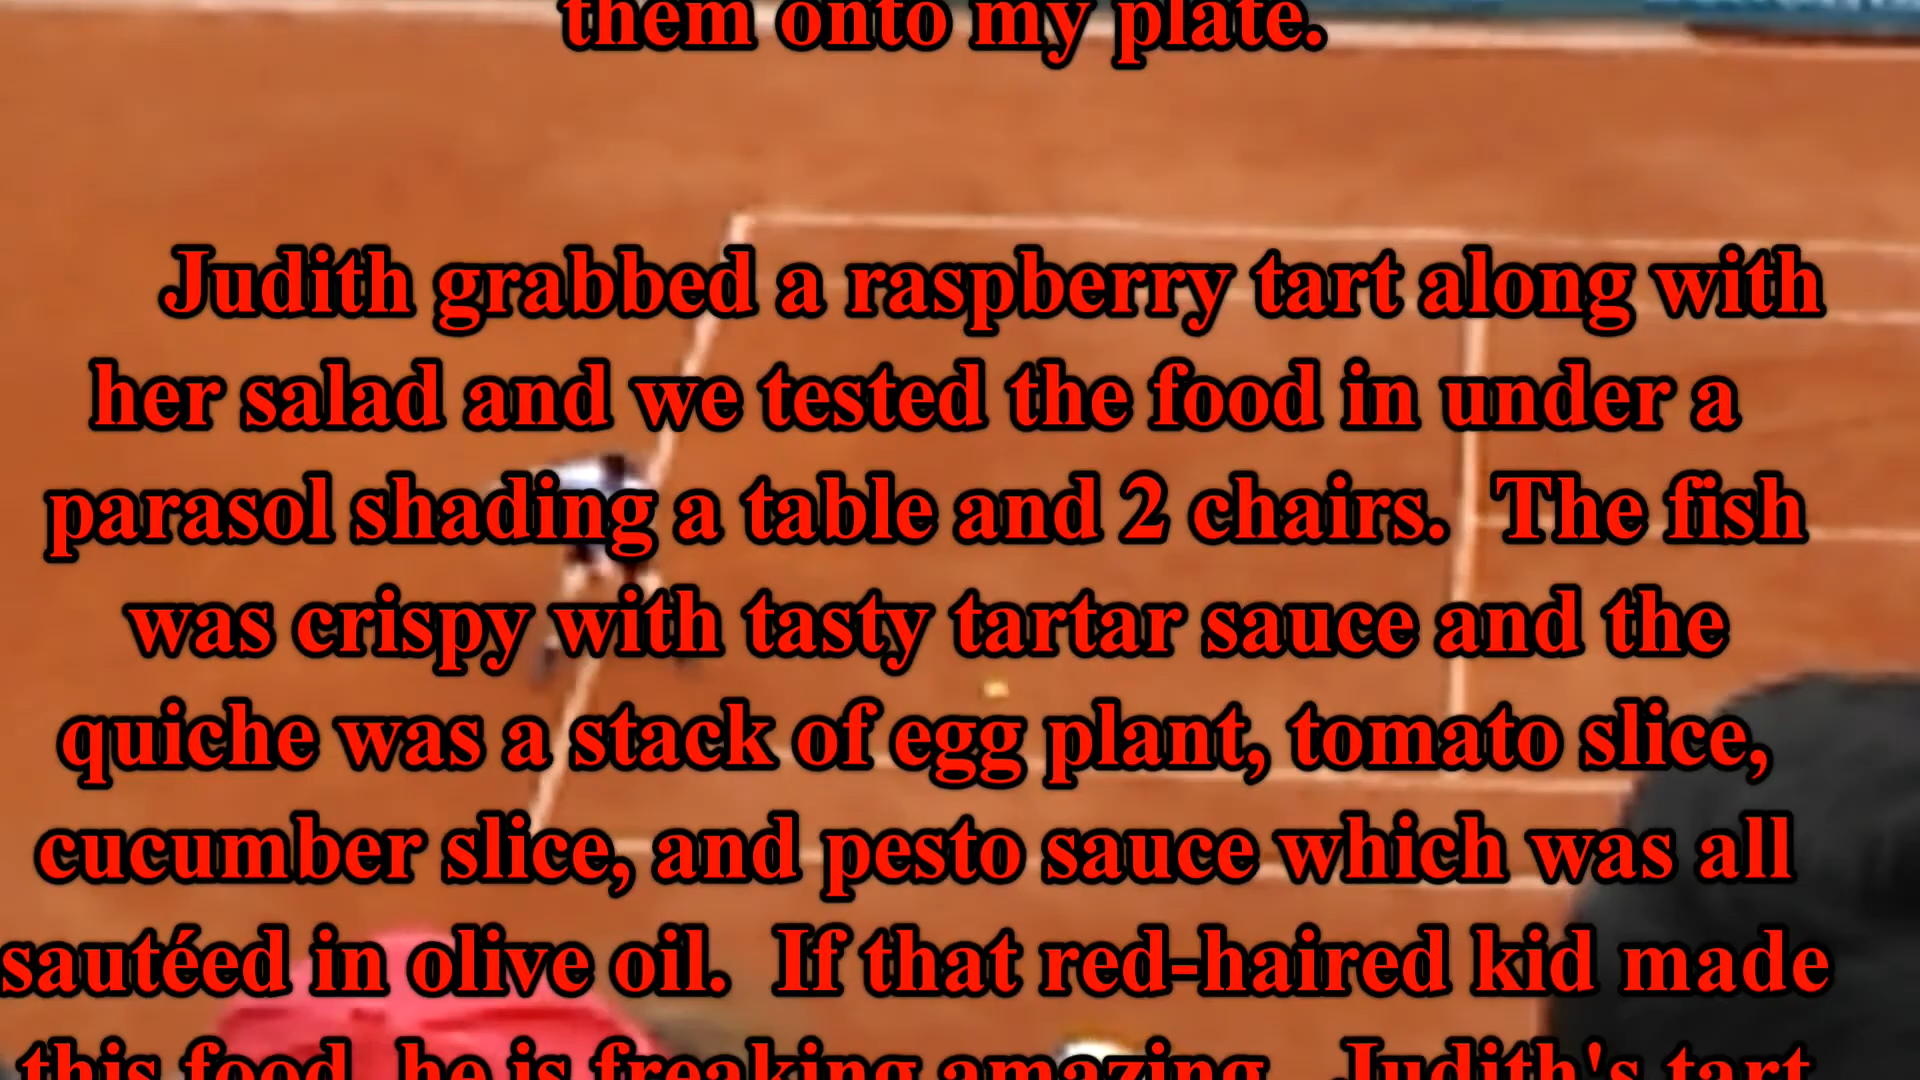 them onto my plate.
Judith grabbed a raspberry tart along with
her salad and we tested the food in under a
parasol shading a table and 2 chairs.  The fish
was crispy with tasty tartar sauce and the
quiche was a stack of egg plant, tomato slice,
cucumber slice, and pesto sauce which was all
sautéed in olive oil.  If that red-haired kid made
this food, he is freaking amazing.  Judith's tart